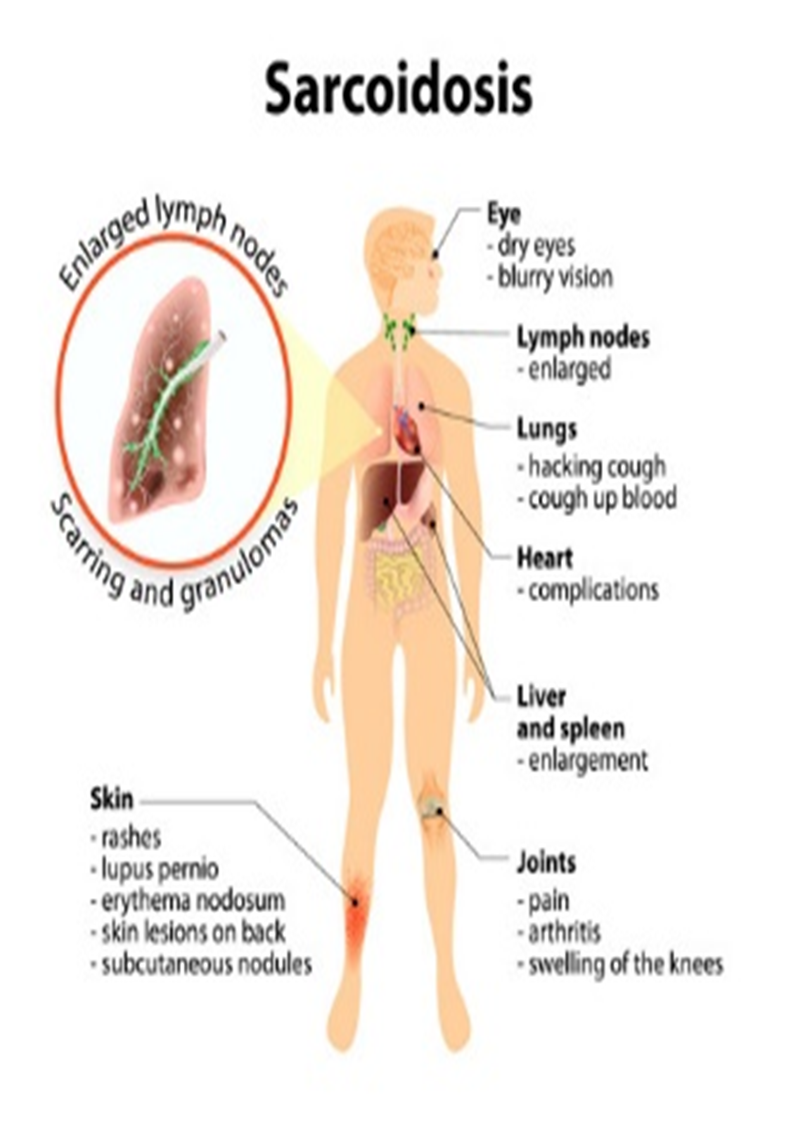 Sarcoidosis
Enlarged lymph nodes
Scarring and granulomas
Eye
- dry eyes
- blurry vision
Lymph nodes
- enlarged
Lungs
- hacking cough
- cough up blood
Heart
- complications
Liver
and spleen
- enlargement
Skin
- rashes
- lupus pernio
- erythema nodosum
- skin lesions on back
- subcutaneous nodules
Joints
- pain
- arthritis
- swelling of the knees